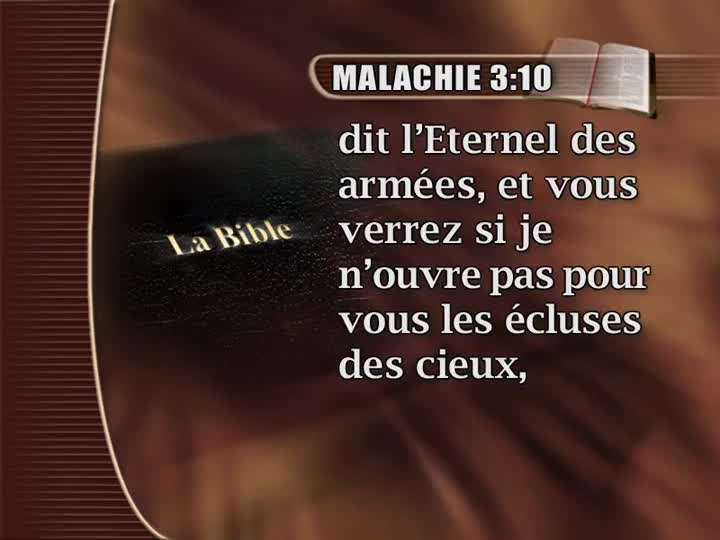 MALACHIE 3:10
dit l'Eternel des
armées, et vous
verrez si je
n'ouvre pas pour
vous les écluses
des cieux,
La Bible